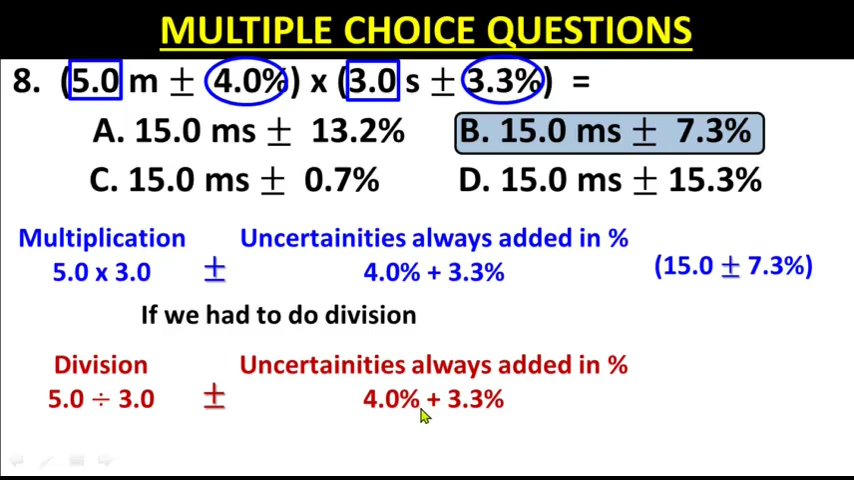 MULTIPLE CHOICE QUESTIONS
8. (5.0 m ± 4.0%) x (3.0 s ± 3.3%) =
A. 15.0 ms ± 13.2% B. 15.0 ms ± 7.3%
C. 15.0 ms ± 0.7% D. 15.0 ms ± 15.3%
Multiplication Uncertainities always added in %
5.0 x 3.0 ± 4.0% + 3.3% (15.0 ± 7.3%)
If we had to do division
Division Uncertainities always added in %
5.0 ÷ 3.0 ± 4.0% + 3.3%